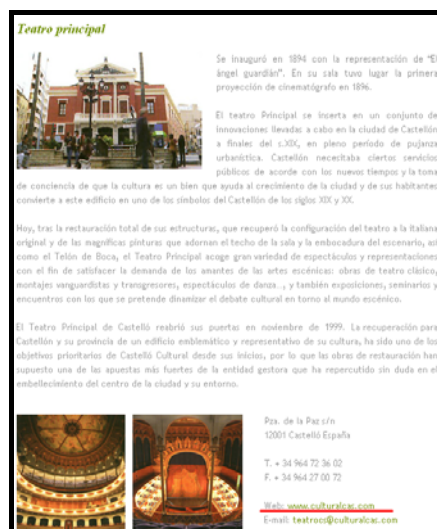 Teatro principal
Se inauguró en 1894 con la representación de "El
ángel guardián". En su sala tuvo lugar la primera
proyección de cinematógrafo en 1896.
El teatro Principal se inserta en un conjunto de
innovaciones llevadas a cabo en la ciudad de Castellón
a finales del s.XIX, en pleno período de pujanza
urbanística. Castellón necesitaba ciertos servicios
públicos de acorde con los nuevos tiempos y la toma
de conciencia de que la cultura es un bien que ayuda al crecimiento de la ciudad y de sus habitantes
convierte a este edificio en uno de los símbolos del Castellón de los siglos XIX y XX.
Hoy, tras la restauración total de sus estructuras, que recuperó la configuración del teatro a la italiana
original y de las magníficas pinturas que adornan el techo de la sala y la embocadura del escenario, así
como el Telón de Boca, el Teatro Principal acoge gran variedad de espectáculos y representaciones
con el fin de satisfacer la demanda de los amantes de las artes escénicas: obras de teatro clásico,
montajes vanguardistas y transgresores, espectáculos de danza.., y también exposiciones, seminarios y
encuentros con los que se pretende dinamizar el debate cultural en torno al mundo escénico.
El Teatro Principal de Castelló reabrió sus puertas en noviembre de 1999. La recuperación para
Castellón y su provincia de un edificio emblemático y representativo de su cultura, ha sido uno de los
objetivos prioritarios de Castelló Cultural desde sus inicios, por lo que las obras de restauración han
supuesto una de las apuestas más fuertes de la entidad gestora que ha repercutido sin duda en el
embellecimiento del centro de la ciudad y su entorno.
Pza. de la Paz s/n
12001 Castelló España
T. + 34 964 72 36 02
F. + 34 964 27 00 72
Web: www.culturalcas.com
E-mail: teatrocs@culturalcas.com